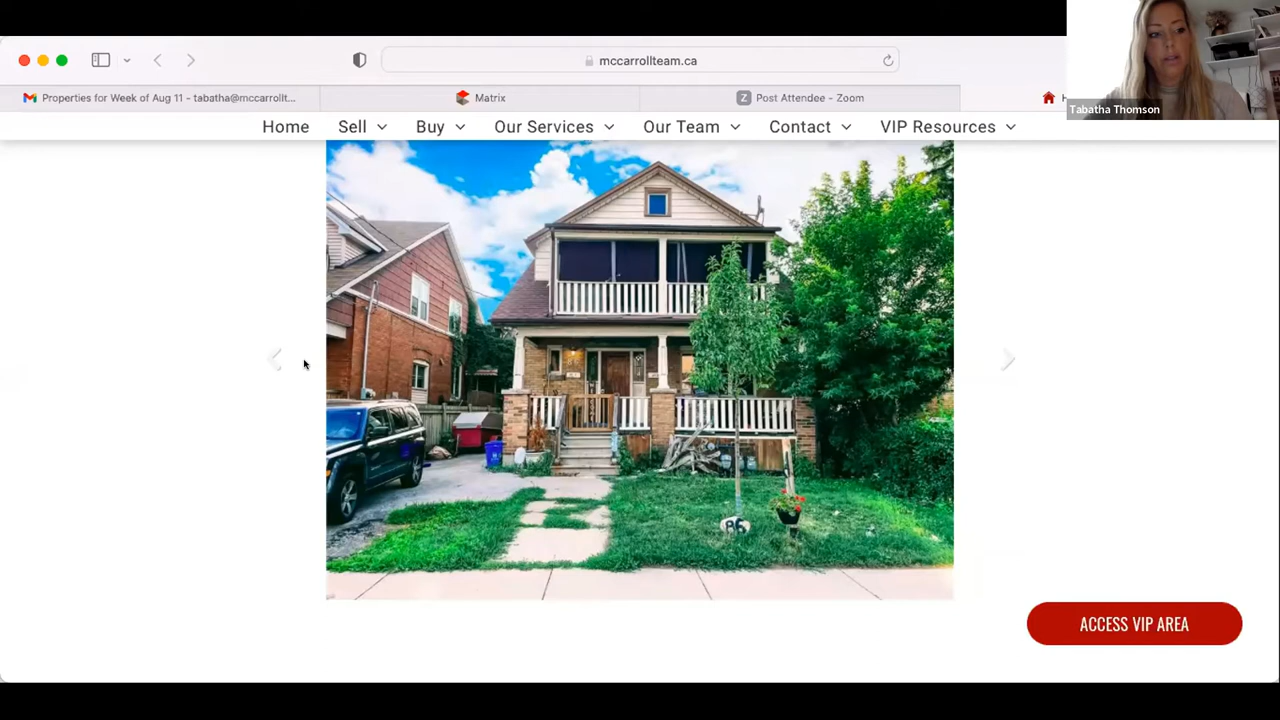 mccarrollteam.ca
Properties for Week of Aug 11 - tabatha@mccarrollt...
Matrix
Post Attendee - Zoom
Tabatha Thomson
Home Sell Buy Our Services Our Team Contact VIP Resources
86
ACCESS VIP AREA